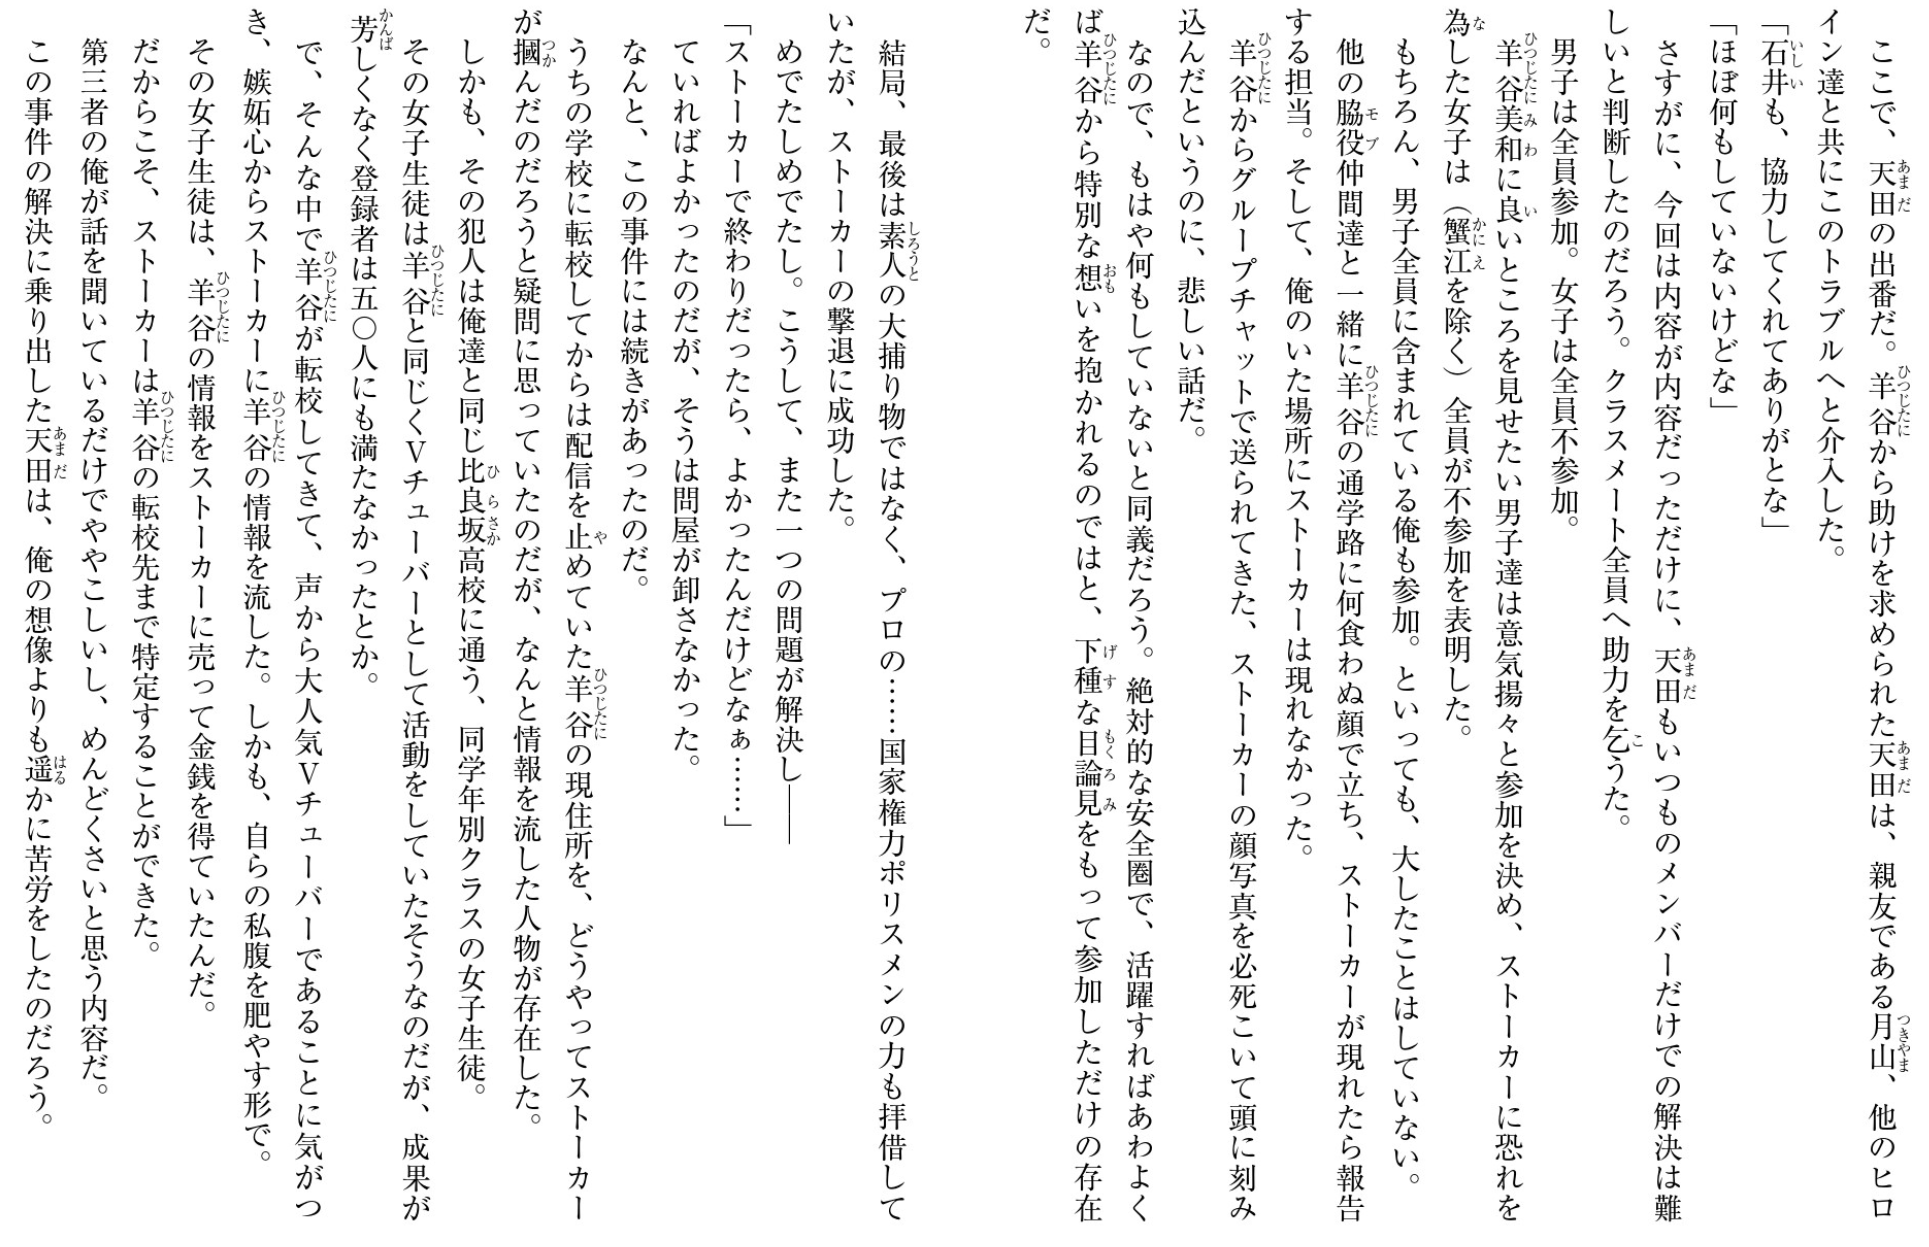 ここで、天田の出番だ。羊谷から助けを求められた天田は、親友である月山、他のヒロ
イン達と共にこのトラブルへと介入した。
「石井も、協力してくれてありがとな」
「ほぼ何もしていないけどな」
さすがに、今回は内容が内容だっただけに、天田もいつものメンバーだけでの解決は難
しいと判断したのだろう。クラスメート全員へ助力を乞うた。
男子は全員参加。女子は全員不参加。
羊谷美和に良いところを見せたい男子達は意気揚々と参加を決め、ストーカーに恐れを
為した女子は（蟹江を除く）全員が不参加を表明した。
もちろん、男子全員に含まれている俺も参加。といっても、大したことはしていない。
他の脇役仲間達と一緒に羊谷の通学路に何食わぬ顔で立ち、ストーカーが現れたら報告
する担当。そして、俺のいた場所にストーカーは現れなかった。
羊谷からグループチャットで送られてきた、ストーカーの顔写真を必死こいて頭に刻み
込んだというのに、悲しい話だ。
なので、もはや何もしていないと同義だろう。絶対的な安全圏で、活躍すればあわよく
ば羊谷から特別な想いを抱かれるのではと、下種な目論見をもって参加しただけの存在
だ。
結局、最後は素人の大捕り物ではなく、プロの……国家権力ポリスメンの力も拝借して
いたが、ストーカーの撃退に成功した。
めでたしめでたし。こうして、また一つの問題が解決し――
「ストーカーで終わりだったら、よかったんだけどなぁ……」
ていればよかったのだが、そうは問屋が卸さなかった。
なんと、この事件には続きがあったのだ。
うちの学校に転校してからは配信を止めていた羊谷の現住所を、どうやってストーカー
が摑んだのだろうと疑問に思っていたのだが、なんと情報を流した人物が存在した。
しかも、その犯人は俺達と同じ比良坂高校に通う、同学年別クラスの女子生徒。
その女子生徒は羊谷と同じくＶチューバーとして活動をしていたそうなのだが、成果が
芳しくなく登録者は五〇人にも満たなかったとか。
で、そんな中で羊谷が転校してきて、声から大人気Ｖチューバーであることに気がつ
き、嫉妬心からストーカーに羊谷の情報を流した。しかも、自らの私腹を肥やす形で。
その女子生徒は、羊谷の情報をストーカーに売って金銭を得ていたんだ。
だからこそ、ストーカーは羊谷の転校先まで特定することができた。
第三者の俺が話を聞いているだけでややこしいし、めんどくさいと思う内容だ。
この事件の解決に乗り出した天田は、俺の想像よりも遥かに苦労をしたのだろう。